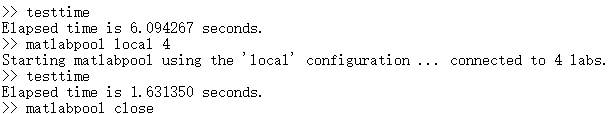 >> testtime
Elapsed time is 6.094267 seconds.
>> matlabpool local 4
Starting matlabpool using the 'local' configuration ... connected to 4 labs.
>> testtime
Elapsed time is 1.631350 seconds.
>> matlabpool close